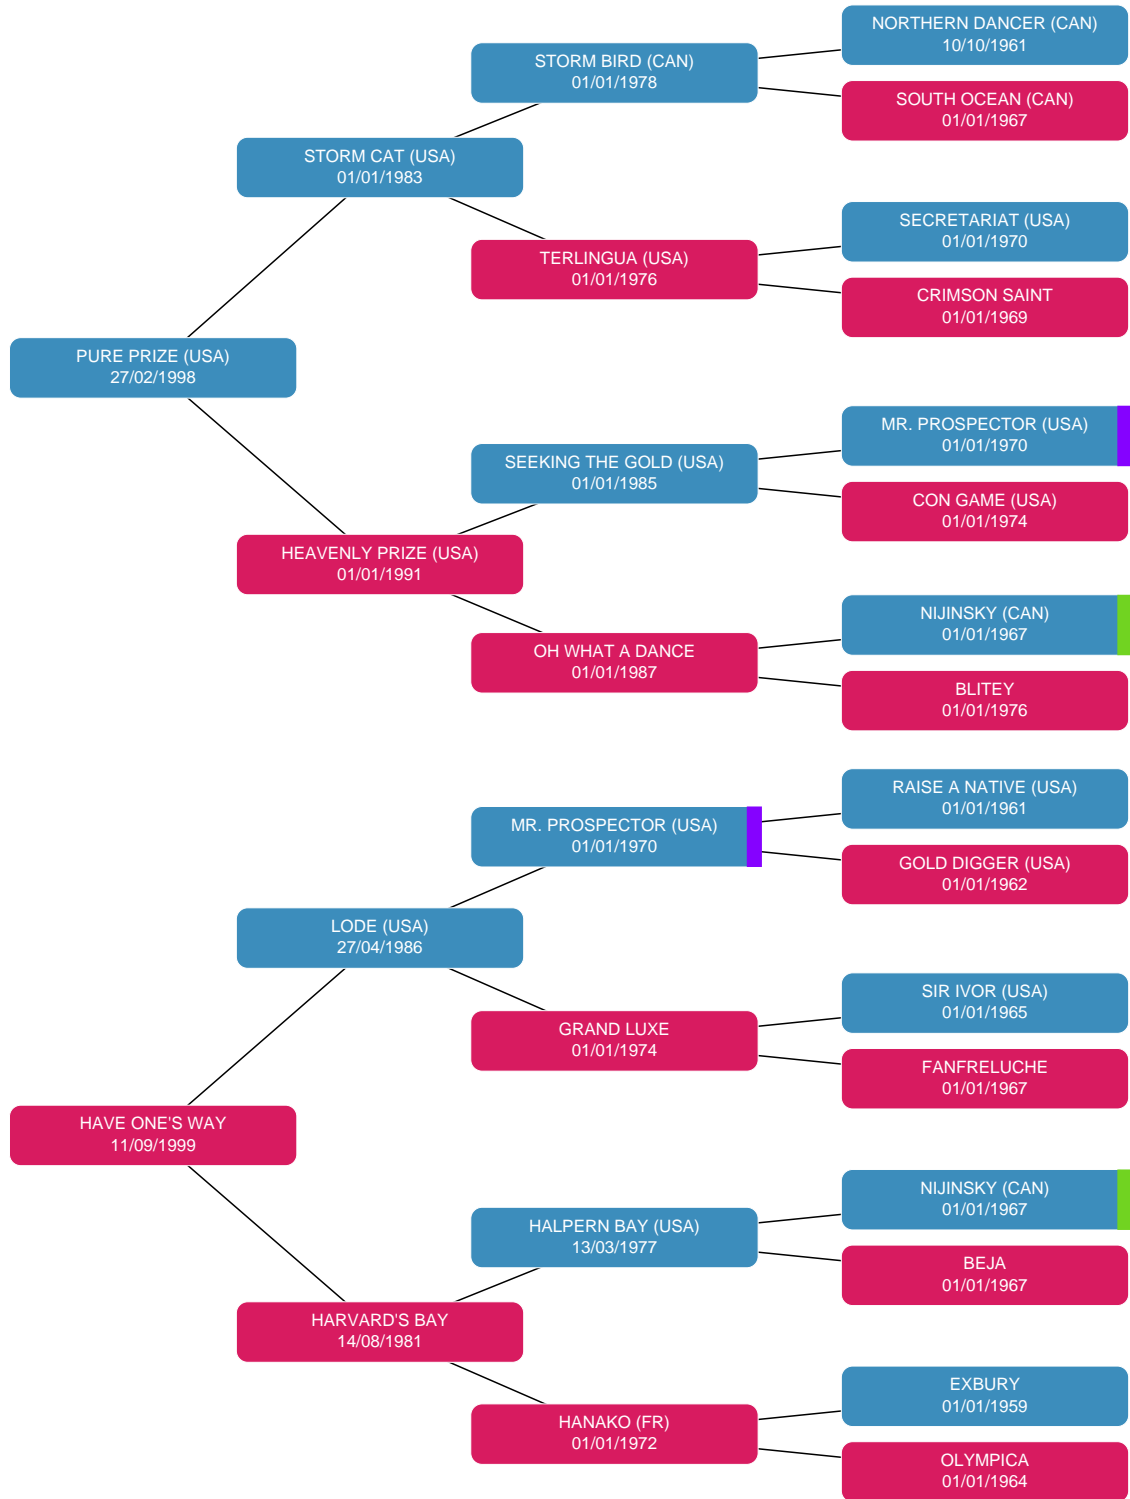 NORTHERN DANCER (CAN)
10/10/1961
STORM BIRD (CAN)
01/01/1978
SOUTH OCEAN (CAN)
01/01/1967
STORM CAT (USA)
01/01/1983
SECRETARIAT (USA)
01/01/1970
TERLINGUA (USA)
01/01/1976
CRIMSON SAINT
01/01/1969
PURE PRIZE (USA)
27/02/1998
MR. PROSPECTOR (USA)
01/01/1970
SEEKING THE GOLD (USA)
01/01/1985
CON GAME (USA)
01/01/1974
HEAVENLY PRIZE (USA)
01/01/1991
NIJINSKY (CAN)
01/01/1967
OH WHAT A DANCE
01/01/1987
BLITEY
01/01/1976
RAISE A NATIVE (USA)
01/01/1961
MR. PROSPECTOR (USA)
01/01/1970
GOLD DIGGER (USA)
01/01/1962
LODE (USA)
27/04/1986
SIR IVOR (USA)
01/01/1965
GRAND LUXE
01/01/1974
FANFRELUCHE
01/01/1967
HAVE ONE'S WAY
11/09/1999
NIJINSKY (CAN)
01/01/1967
HALPERN BAY (USA)
13/03/1977
BEJA
01/01/1967
HARVARD'S BAY
14/08/1981
EXBURY
01/01/1959
HANAKO (FR)
01/01/1972
OLYMPICA
01/01/1964